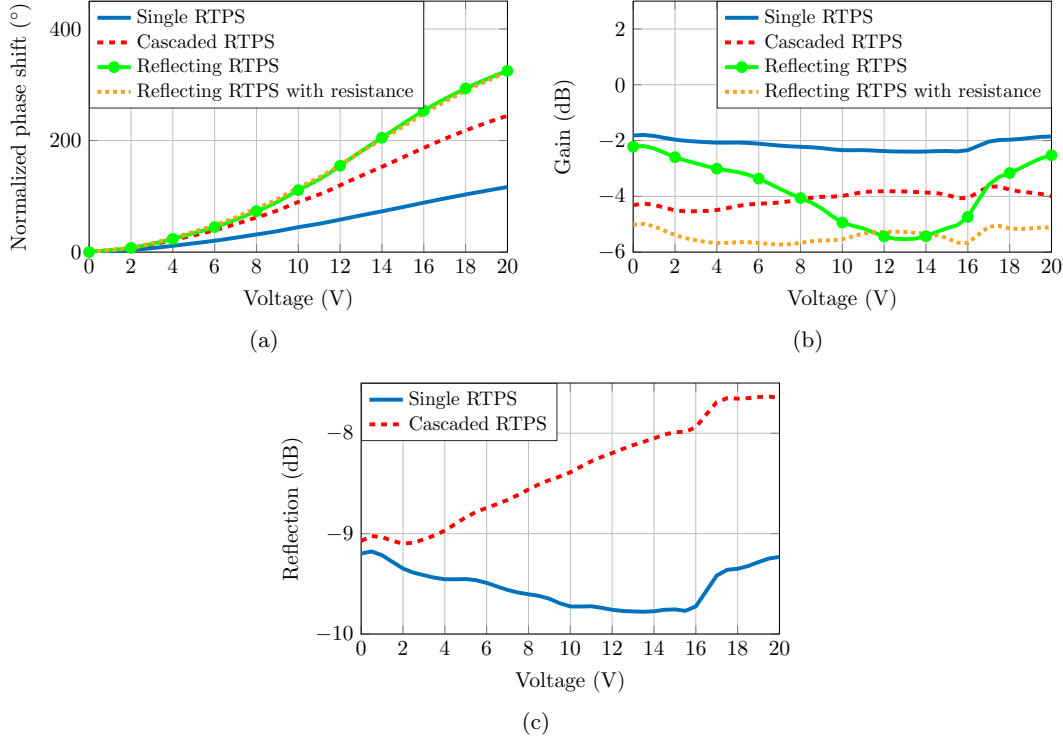 Normalized phase shift (°)
400
200
0
Single RTPS
Cascaded RTPS
Reflecting RTPS
Reflecting RTPS with resistance
0 2 4 6 8 10 12 14 16 18 20
Voltage (V)
(a)
Gain (dB)
2
0
−2
−4
−6
Single RTPS
Cascaded RTPS
Reflecting RTPS
Reflecting RTPS with resistance
0 2 4 6 8 10 12 14 16 18 20
Voltage (V)
(b)
Reflection (dB)
−8
−9
−10
Single RTPS
Cascaded RTPS
0 2 4 6 8 10 12 14 16 18 20
Voltage (V)
(c)